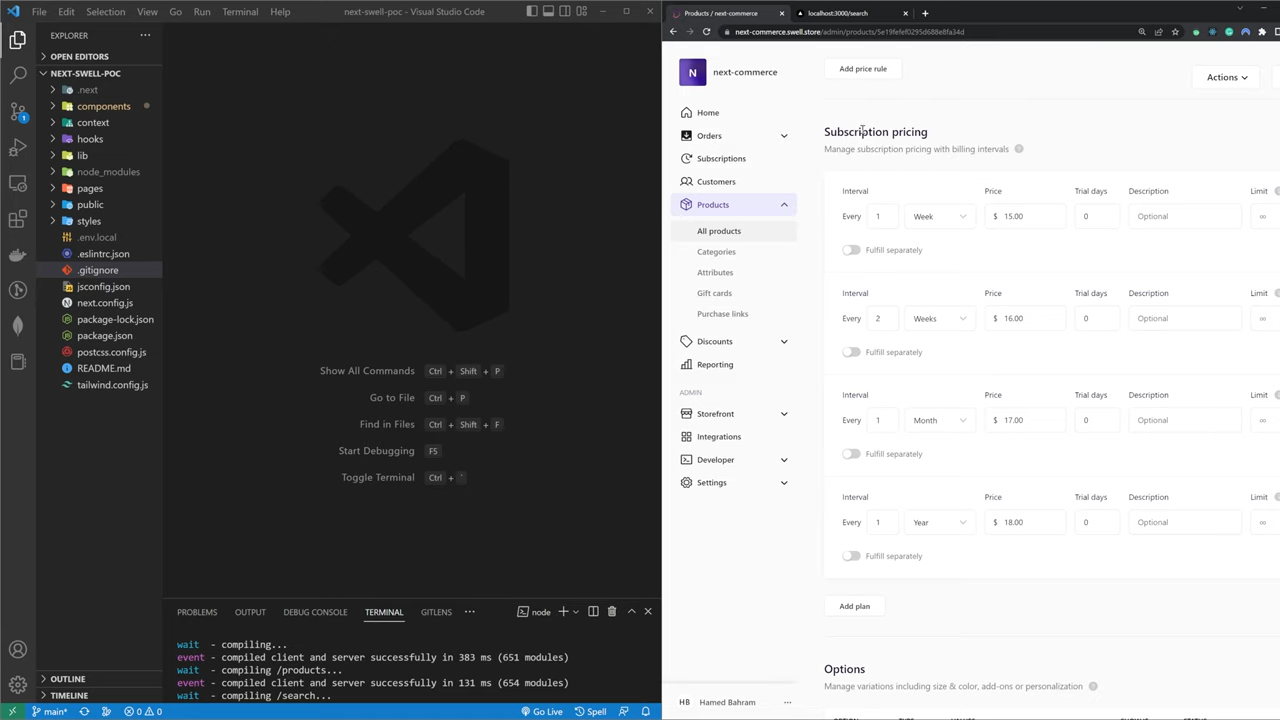 File Edit Selection View Go Run Terminal Help
next-swell-poc - Visual Studio Code
EXPLORER
OPEN EDITORS
NEXT-SWELL-POC
.next
components
context
hooks
lib
node_modules
pages
public
styles
.env.local
.eslintrc.json
.gitignore
jsconfig.json
next.config.js
package-lock.json
package.json
postcss.config.js
README.md
tailwind.config.js
OUTLINE
TIMELINE
1
Show All Commands Ctrl + Shift + P
Go to File Ctrl + P
Find in Files Ctrl + Shift + F
Start Debugging F5
Toggle Terminal Ctrl + `
PROBLEMS OUTPUT DEBUG CONSOLE TERMINAL GITLENS
node
wait - compiling...
event - compiled client and server successfully in 383 ms (651 modules)
wait - compiling /products...
event - compiled client and server successfully in 131 ms (654 modules)
wait - compiling /search...
main* 0 0 Go Live Spell
Products / next-commerce
localhost:3000/search
next-commerce.swell.store/admin/products/5e19fefef0295d688e8fa34d
N next-commerce
Home
Orders
Subscriptions
Customers
Products
All products
Categories
Attributes
Gift cards
Purchase links
Discounts
Reporting
ADMIN
Storefront
Integrations
Developer
Settings
HB Hamed Bahram
Add price rule
Actions
Subscription pricing
Manage subscription pricing with billing intervals
Interval Price Trial days Description Limit
Every 1 Week $ 15.00 0 Optional ∞
Fulfill separately
Interval Price Trial days Description Limit
Every 2 Weeks $ 16.00 0 Optional ∞
Fulfill separately
Interval Price Trial days Description Limit
Every 1 Month $ 17.00 0 Optional ∞
Fulfill separately
Interval Price Trial days Description Limit
Every 1 Year $ 18.00 0 Optional ∞
Fulfill separately
Add plan
Options
Manage variations including size & color, add-ons or personalization